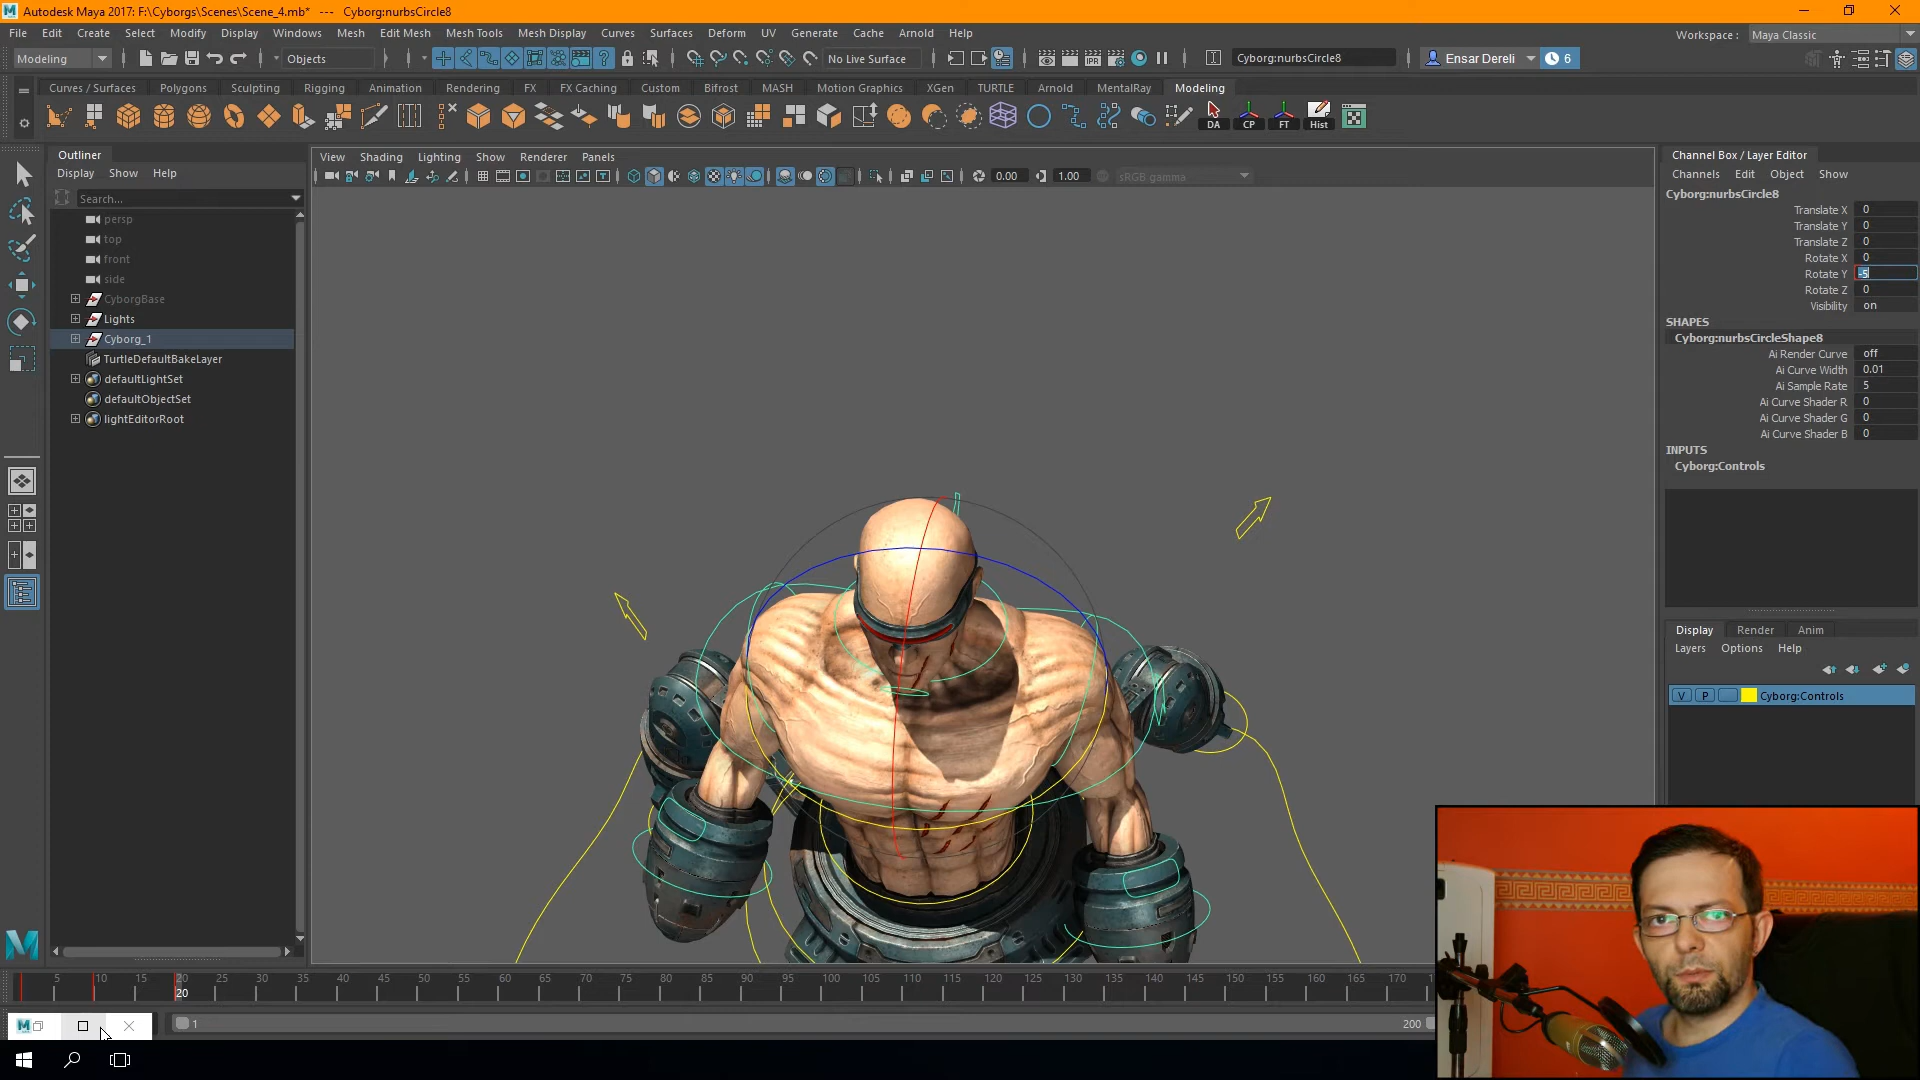 Autodesk Maya 2017: F:\Cyborgs\Scenes\Scene_4.mb*   ---   Cyborg:nurbsCircle8
File Edit Create Select Modify Display Windows Mesh Edit Mesh Mesh Tools Mesh Display Curves Surfaces Deform UV Generate Cache Arnold Help
Workspace : Maya Classic
Modeling Objects No Live Surface IPR Cyborg:nurbsCircle8 Ensar Dereli 6
Curves / Surfaces Polygons Sculpting Rigging Animation Rendering FX FX Caching Custom Bifrost MASH Motion Graphics XGen TURTLE Arnold MentalRay Modeling
DA CP FT Hist
Outliner
Display Show Help
Search...
persp
top
front
side
CyborgBase
Lights
Cyborg_1
TurtleDefaultBakeLayer
defaultLightSet
defaultObjectSet
lightEditorRoot
View Shading Lighting Show Renderer Panels
0.00 1.00 sRGB gamma
Channel Box / Layer Editor
Channels Edit Object Show
Cyborg:nurbsCircle8
Translate X 0
Translate Y 0
Translate Z 0
Rotate X 0
Rotate Y -5
Rotate Z 0
Visibility on
SHAPES
Cyborg:nurbsCircleShape8
Ai Render Curve off
Ai Curve Width 0.01
Ai Sample Rate 5
Ai Curve Shader R 0
Ai Curve Shader G 0
Ai Curve Shader B 0
INPUTS
Cyborg:Controls
Display Render Anim
Layers Options Help
V P Cyborg:Controls
5 10 15 20 25 30 35 40 45 50 55 60 65 70 75 80 85 90 95 100 105 110 115 120 125 130 135 140 145 150 155 160 165 170
20
1 200